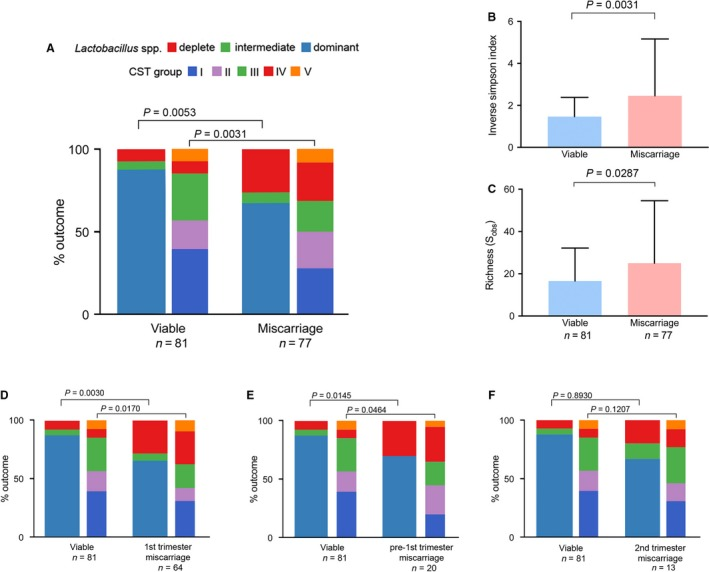 A
Lactobacillus spp. deplete intermediate dominant
CST group I II III IV V
P = 0.0053
P = 0.0031
100
50
0
% outcome
Viable
n = 81
Miscarriage
n = 77
B
P = 0.0031
6
4
2
0
Inverse simpson index
Viable
Miscarriage
C
P = 0.0287
60
40
20
0
Richness (Sobs)
Viable
n = 81
Miscarriage
n = 77
D
P = 0.0030
P = 0.0170
100
50
0
% outcome
Viable
n = 81
1st trimester
miscarriage
n = 64
E
P = 0.0145
P = 0.0464
100
50
0
% outcome
Viable
n = 81
pre-1st trimester
miscarriage
n = 20
F
P = 0.8930
P = 0.1207
100
50
0
% outcome
Viable
n = 81
2nd trimester
miscarriage
n = 13